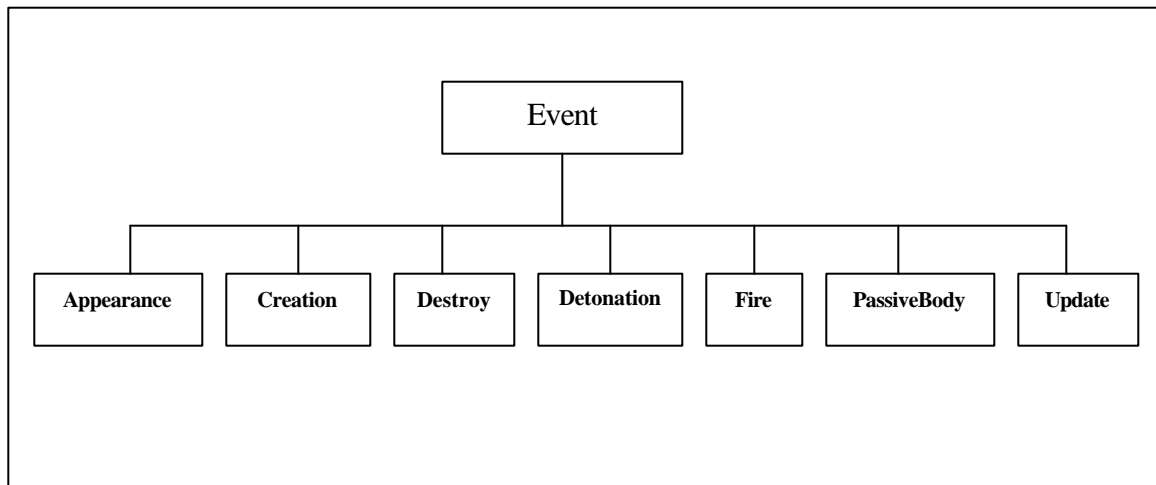 Event
Appearance
Creation
Destroy
Detonation
Fire
PassiveBody
Update